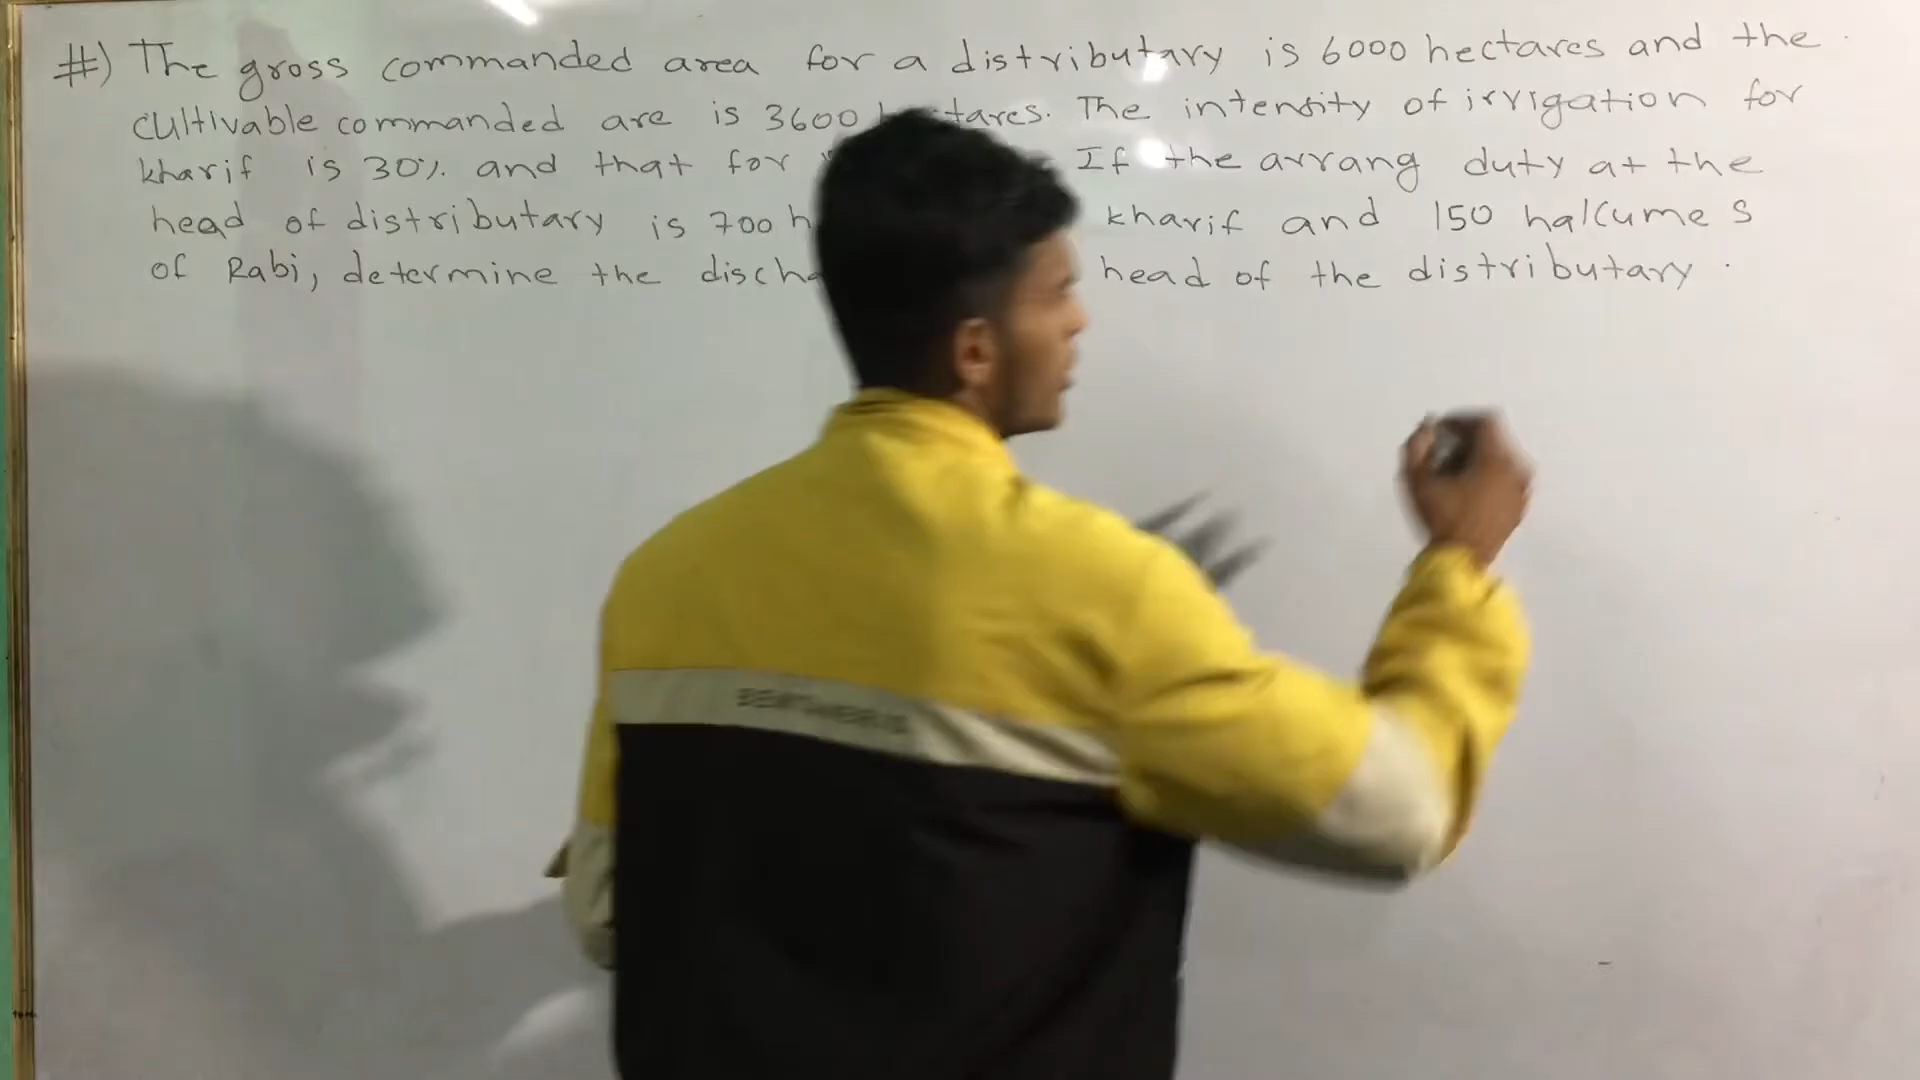 #) The gross commanded area for a distributary is 6000 hectares and the
cultivable commanded are is 3600 tares. The intensity of irrigation for
kharif is 30% and that for If the avrang duty at the
head of distributary is 700 h kharif and 150 halcume s
of Rabi, determine the disch head of the distributary.